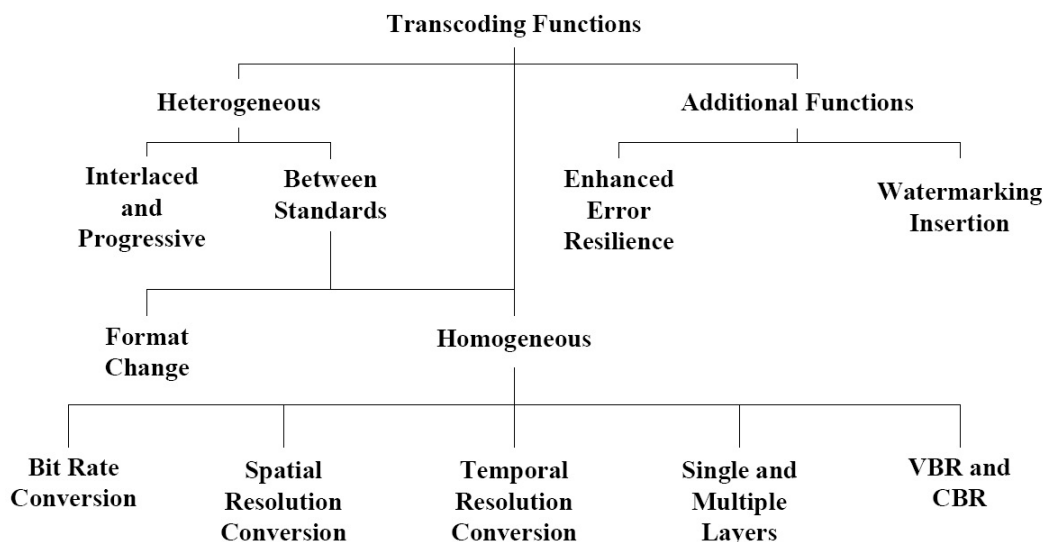 Transcoding Functions
Heterogeneous
Additional Functions
Interlaced
and
Progressive
Between
Standards
Enhanced
Error
Resilience
Watermarking
Insertion
Format
Change
Homogeneous
Bit Rate
Conversion
Spatial
Resolution
Conversion
Temporal
Resolution
Conversion
Single and
Multiple
Layers
VBR and
CBR